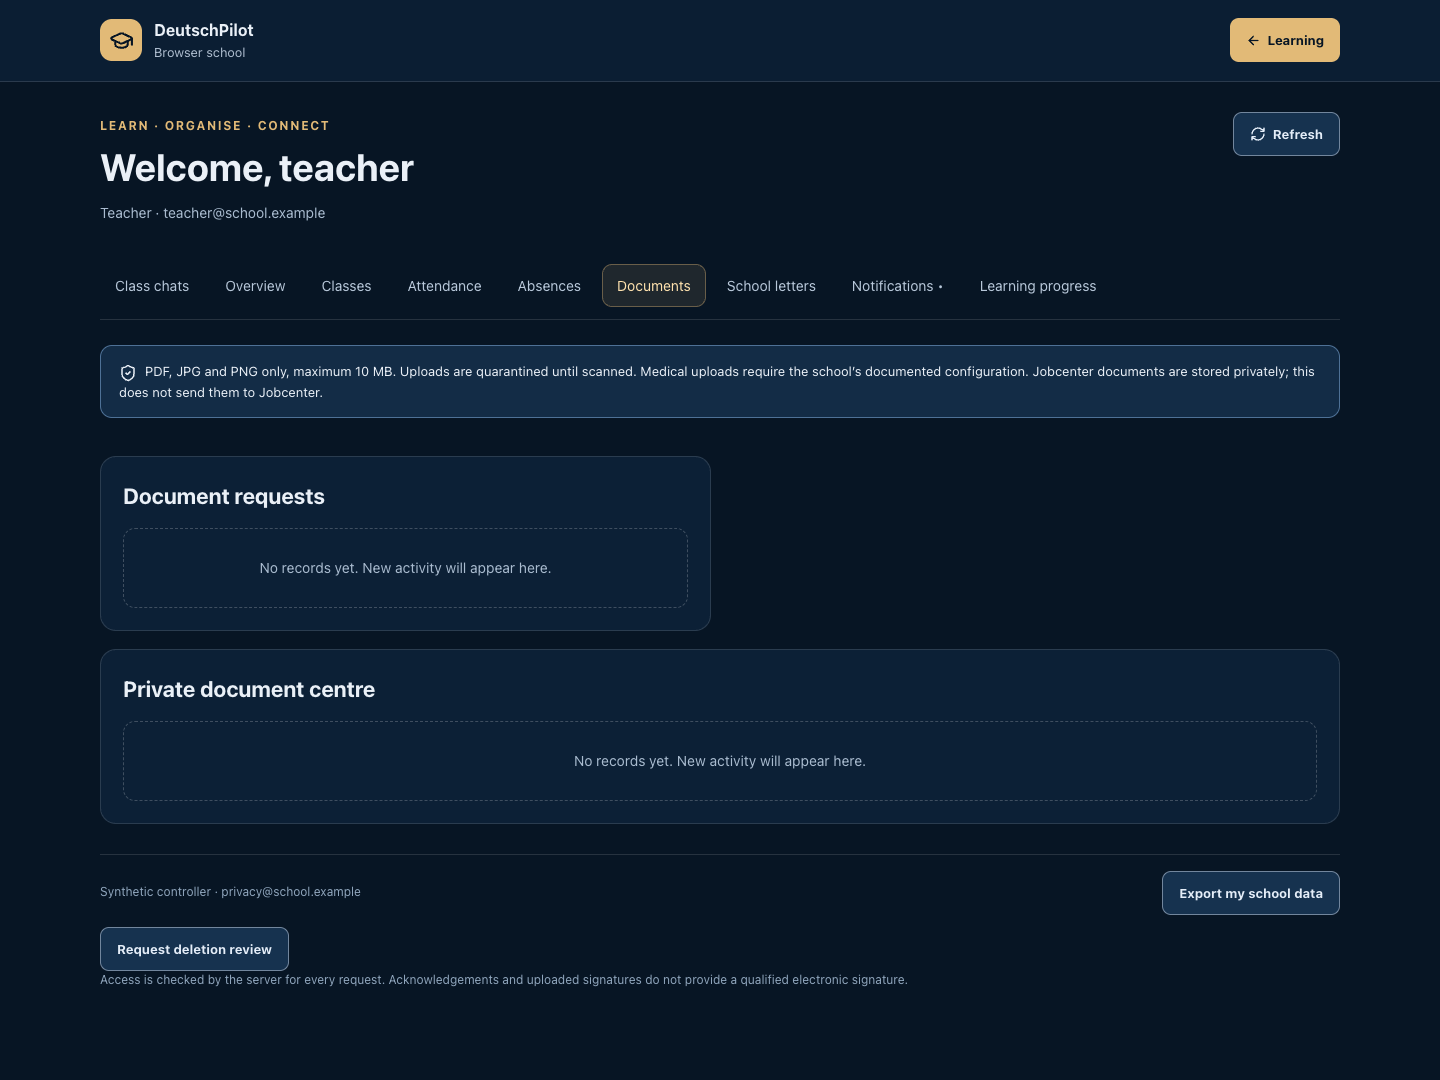 DeutschPilot
Browser school
Learning
LEARN · ORGANISE · CONNECT
Welcome, teacher
Teacher · teacher@school.example
Refresh
Class chats
Overview
Classes
Attendance
Absences
Documents
School letters
Notifications •
Learning progress
PDF, JPG and PNG only, maximum 10 MB. Uploads are quarantined until scanned. Medical uploads require the school's documented configuration. Jobcenter documents are stored privately; this
does not send them to Jobcenter.
Document requests
No records yet. New activity will appear here.
Private document centre
No records yet. New activity will appear here.
Synthetic controller · privacy@school.example
Export my school data
Request deletion review
Access is checked by the server for every request. Acknowledgements and uploaded signatures do not provide a qualified electronic signature.